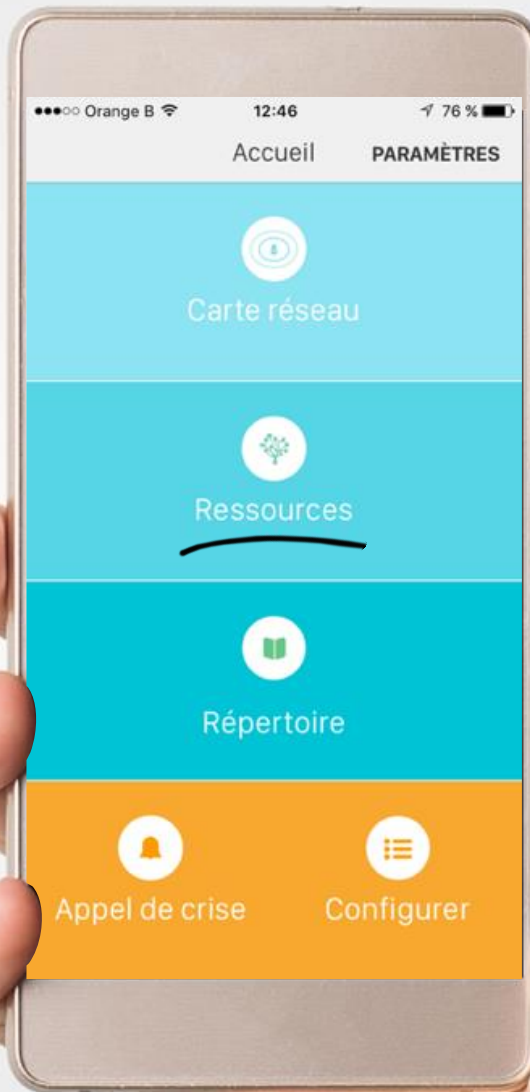 Orange B 12:46 76 %
Accueil PARAMÈTRES
Carte réseau
Ressources
Répertoire
Appel de crise Configurer